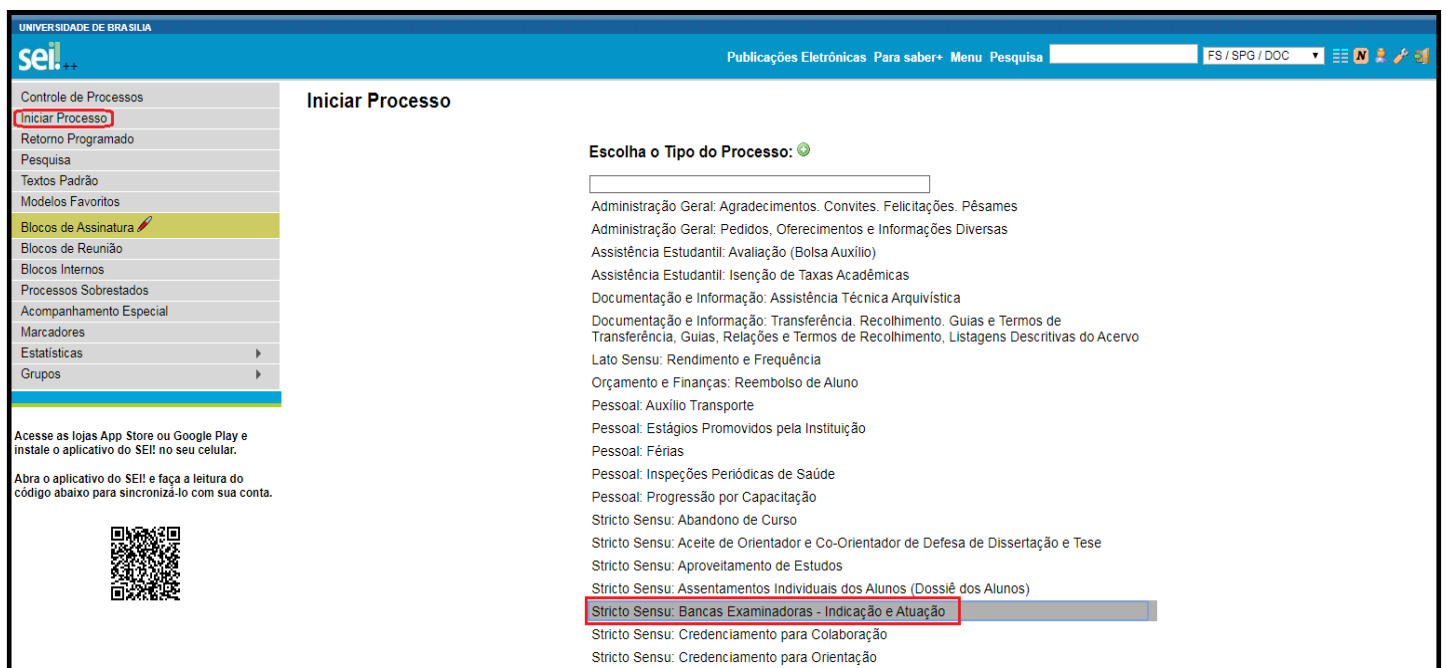 UNIVERSIDADE DE BRASILIA
sei! ++
Publicações Eletrônicas Para saber+ Menu Pesquisa FS / SPG / DOC N
Controle de Processos
Iniciar Processo
Retorno Programado
Pesquisa
Textos Padrão
Modelos Favoritos
Blocos de Assinatura
Blocos de Reunião
Blocos Internos
Processos Sobrestados
Acompanhamento Especial
Marcadores
Estatísticas
Grupos
Acesse as lojas App Store ou Google Play e
instale o aplicativo do SEI! no seu celular.
Abra o aplicativo do SEI! e faça a leitura do
código abaixo para sincronizá-lo com sua conta.
Iniciar Processo
Escolha o Tipo do Processo:
Administração Geral: Agradecimentos. Convites. Felicitações. Pêsames
Administração Geral: Pedidos, Oferecimentos e Informações Diversas
Assistência Estudantil: Avaliação (Bolsa Auxílio)
Assistência Estudantil: Isenção de Taxas Acadêmicas
Documentação e Informação: Assistência Técnica Arquivística
Documentação e Informação: Transferência. Recolhimento. Guias e Termos de
Transferência, Guias, Relações e Termos de Recolhimento, Listagens Descritivas do Acervo
Lato Sensu: Rendimento e Frequência
Orçamento e Finanças: Reembolso de Aluno
Pessoal: Auxílio Transporte
Pessoal: Estágios Promovidos pela Instituição
Pessoal: Férias
Pessoal: Inspeções Periódicas de Saúde
Pessoal: Progressão por Capacitação
Stricto Sensu: Abandono de Curso
Stricto Sensu: Aceite de Orientador e Co-Orientador de Defesa de Dissertação e Tese
Stricto Sensu: Aproveitamento de Estudos
Stricto Sensu: Assentamentos Individuais dos Alunos (Dossiê dos Alunos)
Stricto Sensu: Bancas Examinadoras - Indicação e Atuação
Stricto Sensu: Credenciamento para Colaboração
Stricto Sensu: Credenciamento para Orientação